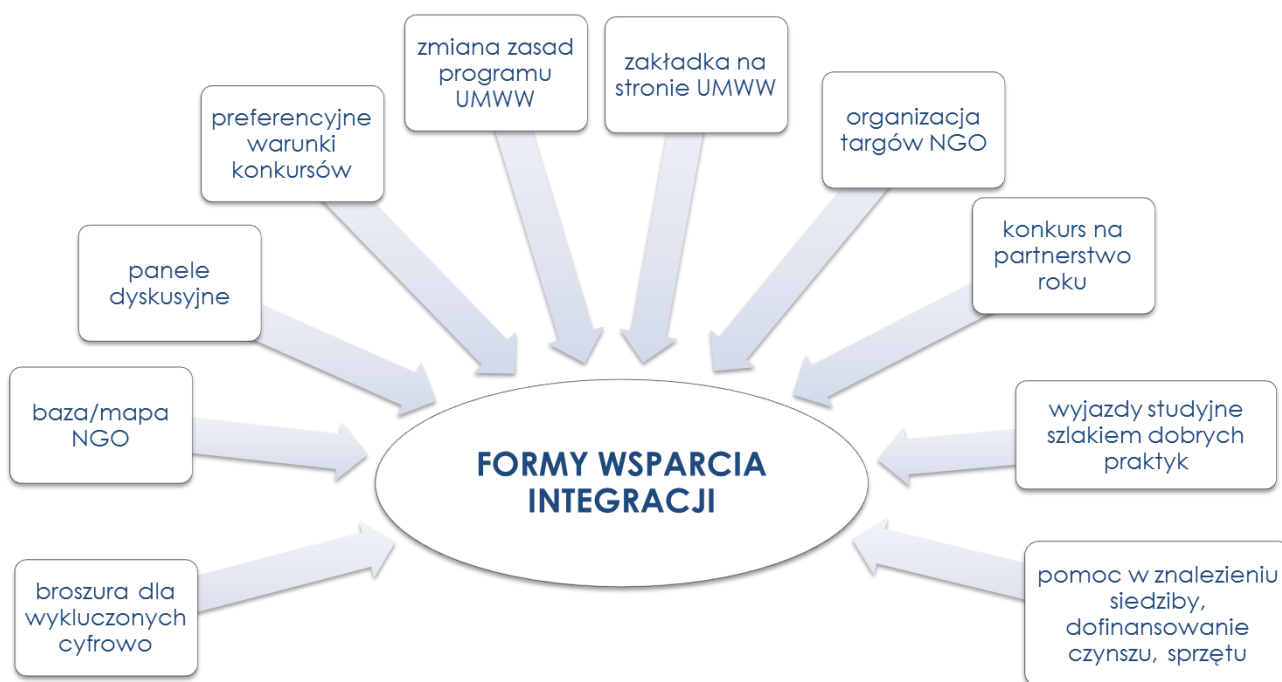 zmiana zasad
programu
UMWW
zakładka na
stronie UMWW
preferencyjne
warunki
konkursów
organizacja
targów NGO
panele
dyskusyjne
konkurs na
partnerstwo
roku
baza/mapa
NGO
wyjazdy studyjne
szlakiem dobrych
praktyk
FORMY WSPARCIA
INTEGRACJI
broszura dla
wykluczonych
cyfrowo
pomoc w znalezieniu
siedziby,
dofinansowanie
czynszu, sprzętu